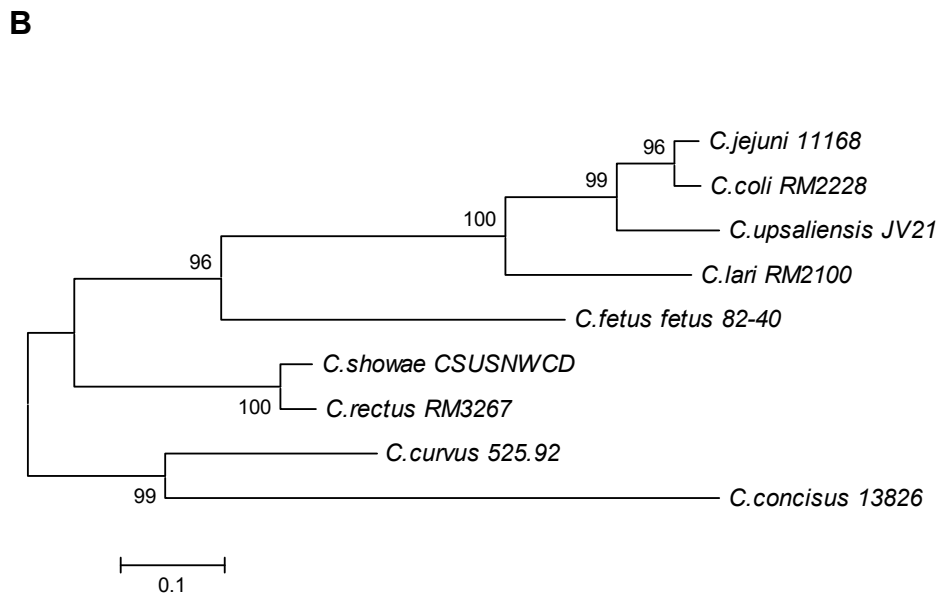 B
96
C.jejuni 11168
99
C.coli RM2228
100
C.upsaliensis JV21
96
C.lari RM2100
C.fetus fetus 82-40
C.showae CSUSNWCD
100
C.rectus RM3267
C.curvus 525.92
99
C.concisus 13826
0.1